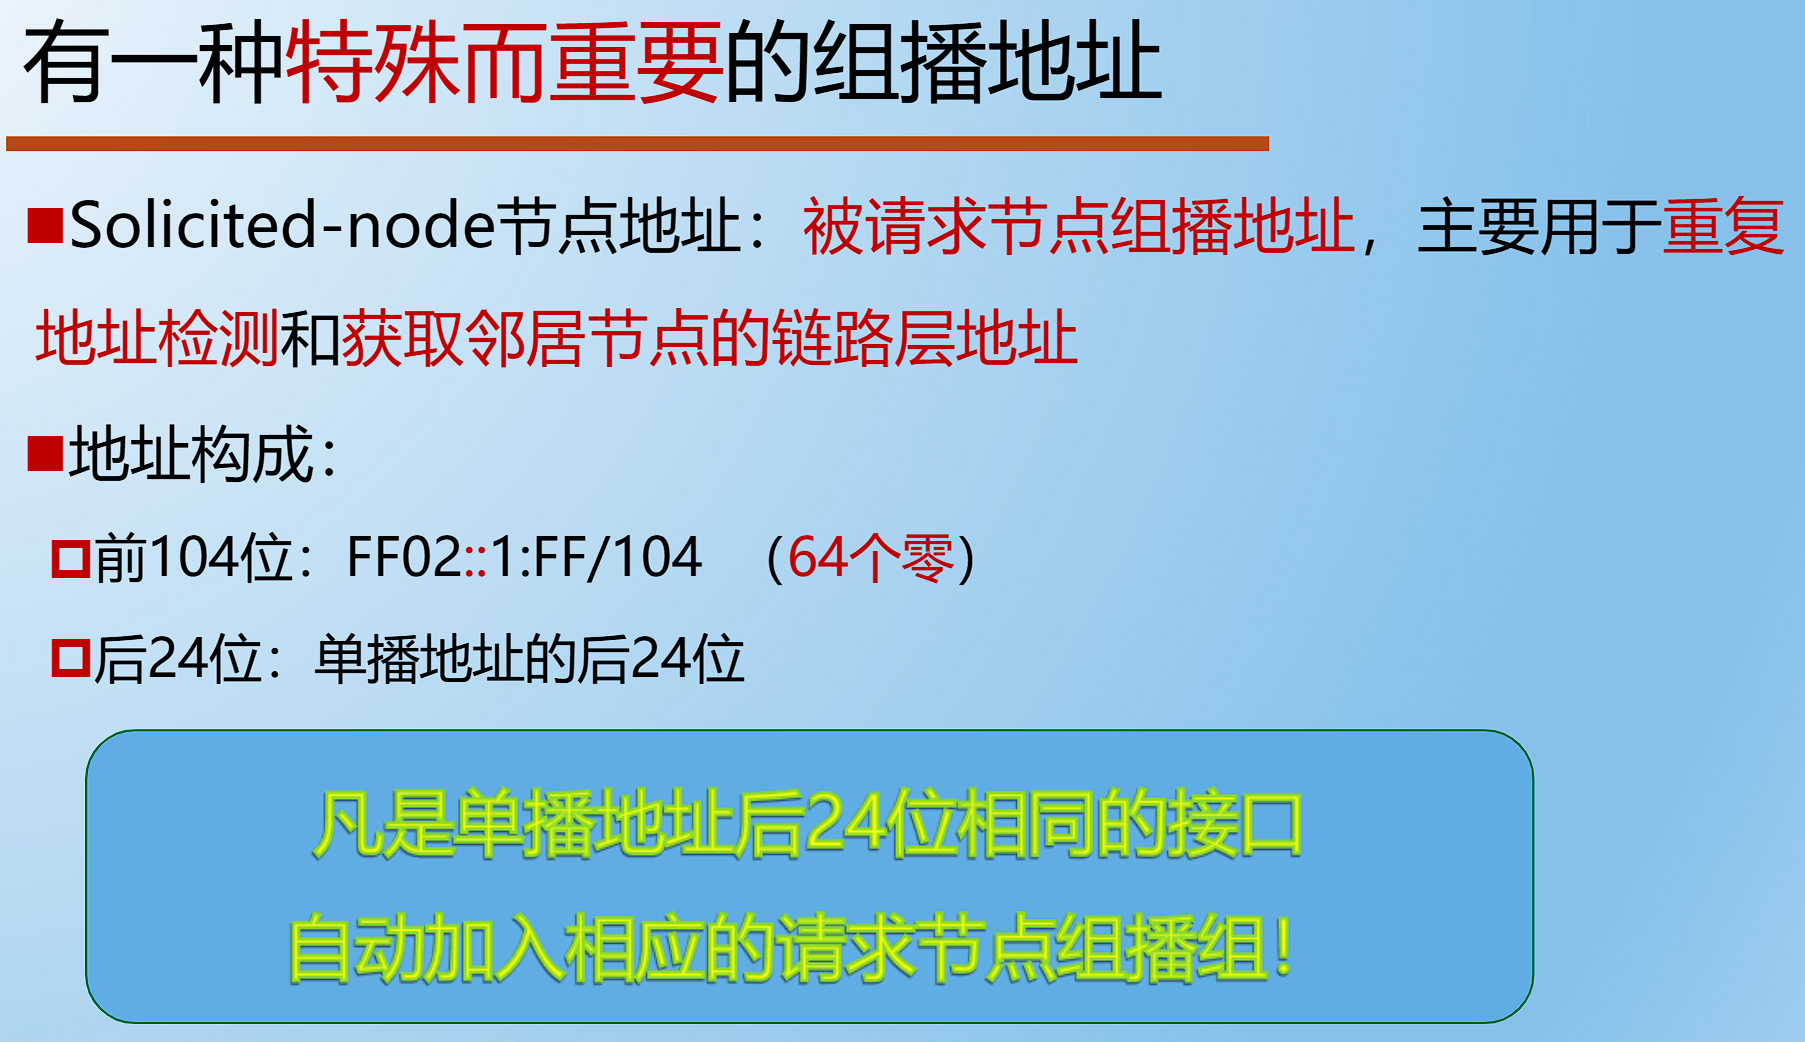 有一种特殊而重要的组播地址
Solicited-node节点地址：被请求节点组播地址，主要用于重复
地址检测和获取邻居节点的链路层地址
地址构成：
前104位：FF02::1:FF/104 （64个零）
后24位：单播地址的后24位
凡是单播地址后24位相同的接口
自动加入相应的请求节点组播组！